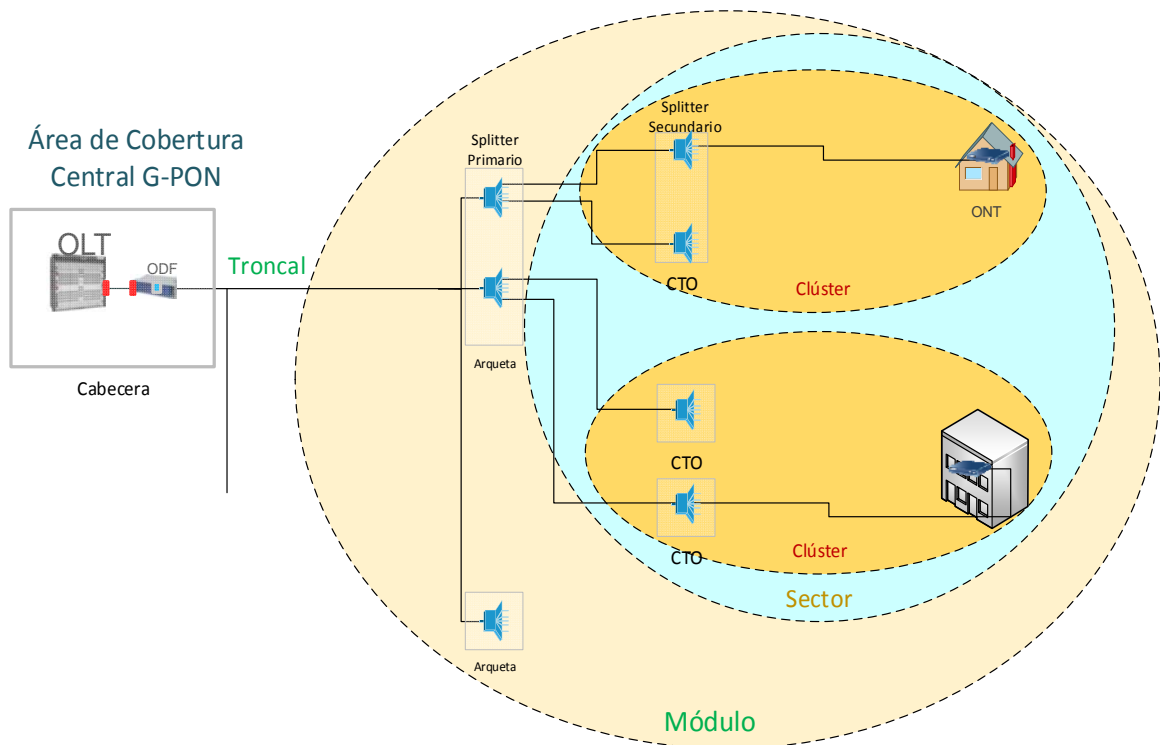 Área de Cobertura
Central G-PON
OLT
ODF
Cabecera
Troncal
Splitter
Primario
Arqueta
Arqueta
Splitter
Secundario
CTO
ONT
Clúster
CTO
CTO
Clúster
Sector
Módulo